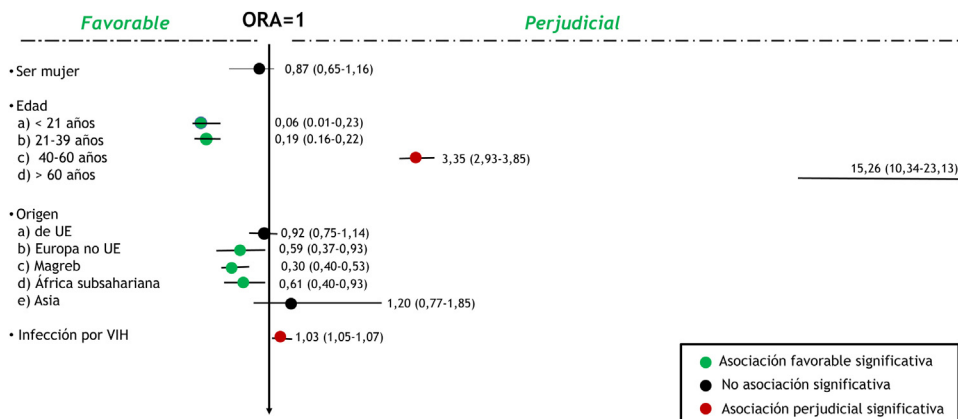 Favorable ORA=1 Perjudicial
• Ser mujer 0,87 (0,65-1,16)
• Edad
a) < 21 años 0,06 (0.01-0,23)
b) 21-39 años 0,19 (0.16-0,22)
c) 40-60 años 3,35 (2,93-3,85)
d) > 60 años 15,26 (10,34-23,13)
• Origen
a) de UE 0,92 (0,75-1,14)
b) Europa no UE 0,59 (0,37-0,93)
c) Magreb 0,30 (0,40-0,53)
d) África subsahariana 0,61 (0,40-0,93)
e) Asia 1,20 (0,77-1,85)
• Infección por VIH 1,03 (1,05-1,07)
Asociación favorable significativa
No asociación significativa
Asociación perjudicial significativa